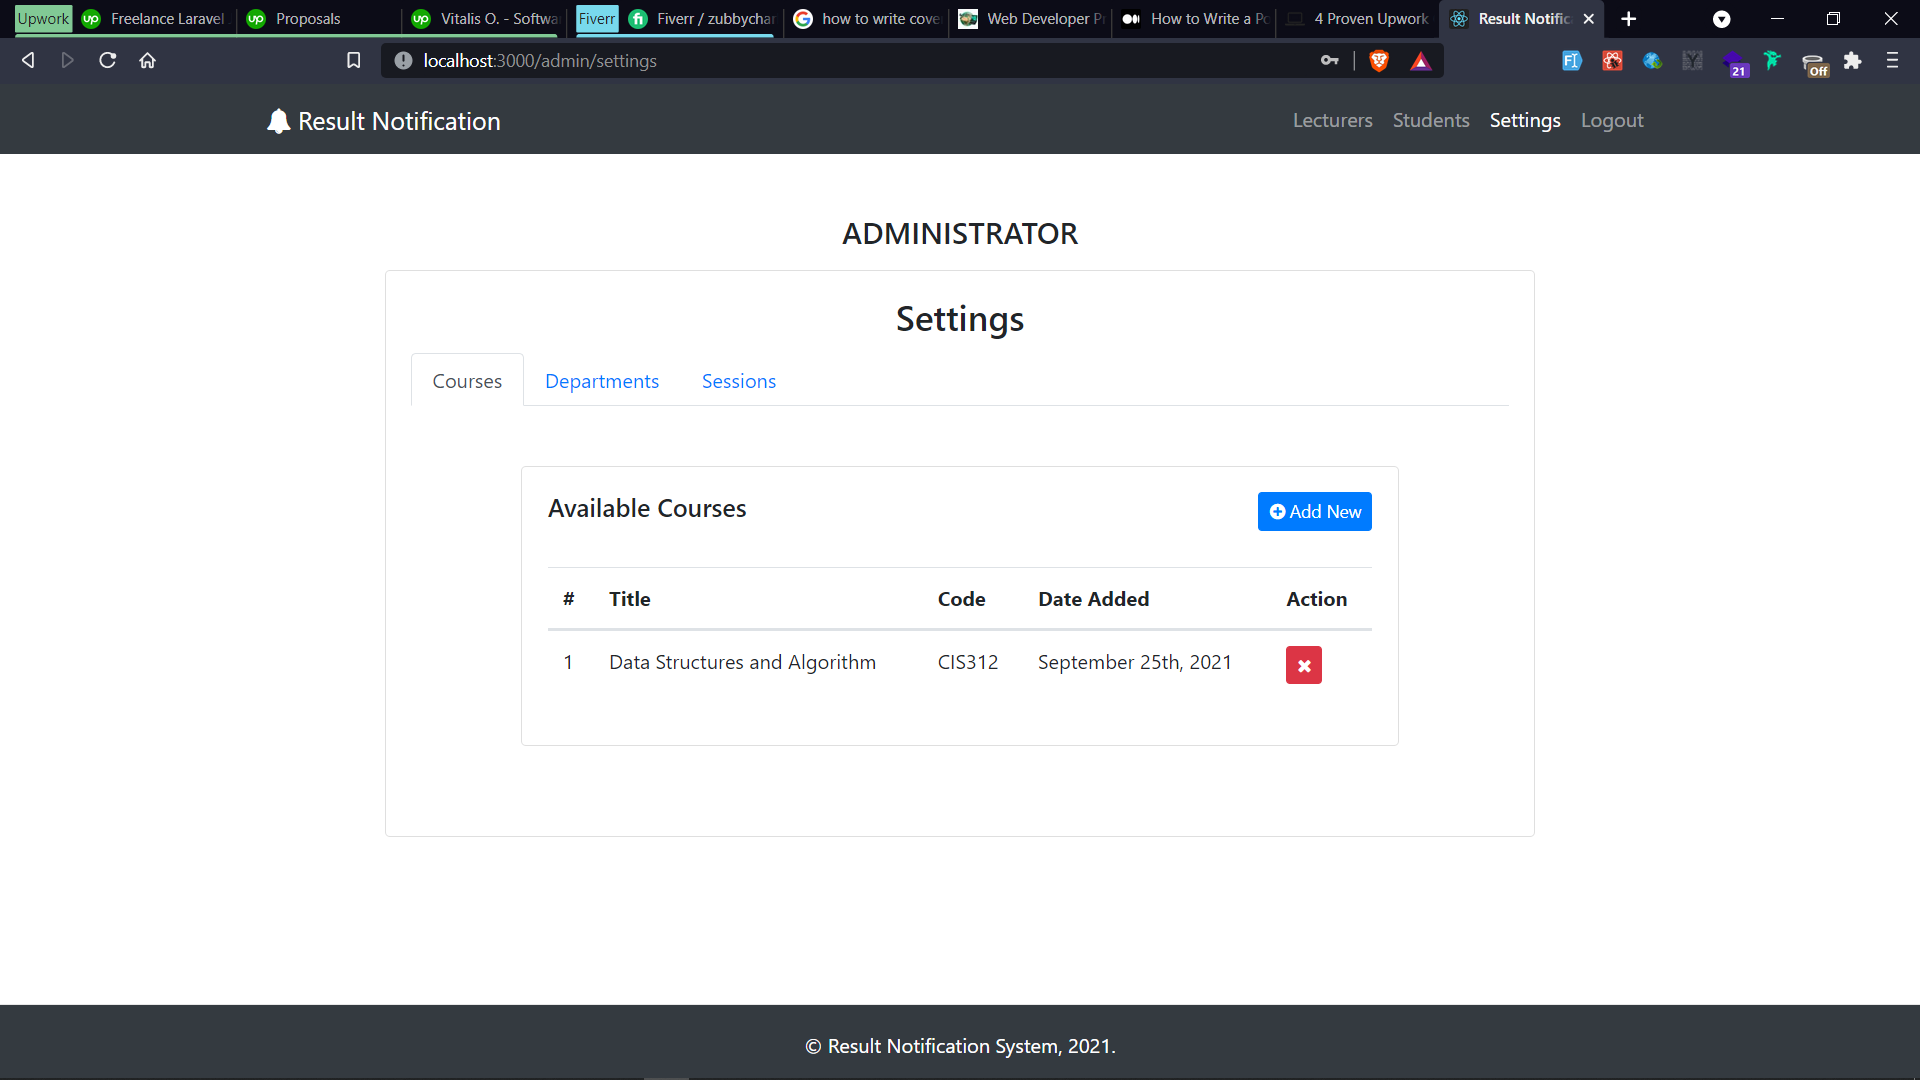 Upwork Freelance Laravel Proposals Vitalis O. - Softwa Fiverr Fiverr / zubbychar how to write cove Web Developer Pr How to Write a Po 4 Proven Upwork Result Notific
localhost:3000/admin/settings
21
Off
Result Notification Lecturers Students Settings Logout
ADMINISTRATOR
Settings
Courses Departments Sessions
Available Courses Add New
# Title Code Date Added Action
1 Data Structures and Algorithm CIS312 September 25th, 2021
© Result Notification System, 2021.